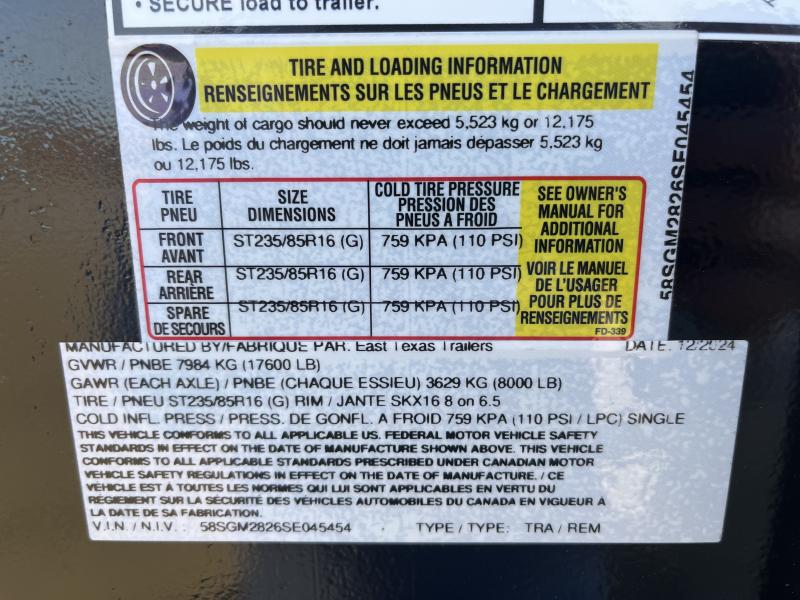 • SECURE load to trailer.
TIRE AND LOADING INFORMATION
RENSEIGNEMENTS SUR LES PNEUS ET LE CHARGEMENT
The weight of cargo should never exceed 5,523 kg or 12,175
lbs. Le poids du chargement ne doit jamais dépasser 5,523 kg
ou 12,175 lbs.
TIRE PNEU SIZE DIMENSIONS COLD TIRE PRESSURE PRESSION DES PNEUS A FROID
FRONT AVANT ST235/85R16 (G) 759 KPA (110 PSI)
REAR ARRIÈRE ST235/85R16 (G) 759 KPA (110 PSI)
SPARE DE SECOURS ST235/85R16 (G) 759 KPA (110 PSI)
SEE OWNER'S
MANUAL FOR
ADDITIONAL
INFORMATION
VOIR LE MANUEL
DE L'USAGER
POUR PLUS DE
RENSEIGNEMENTS
FD-339
58SGM2826SE045454
MANUFACTURED BY/FABRIQUE PAR: East Texas Trailers DATE: 12/2024
GVWR / PNBE 7984 KG (17600 LB)
GAWR (EACH AXLE) / PNBE (CHAQUE ESSIEU) 3629 KG (8000 LB)
TIRE / PNEU ST235/85R16 (G) RIM / JANTE SKX16 8 on 6.5
COLD INFL. PRESS / PRESS. DE GONFL. A FROID 759 KPA (110 PSI / LPC) SINGLE
THIS VEHICLE CONFORMS TO ALL APPLICABLE US. FEDERAL MOTOR VEHICLE SAFETY
STANDARDS IN EFFECT ON THE DATE OF MANUFACTURE SHOWN ABOVE. THIS VEHICLE
CONFORMS TO ALL APPLICABLE STANDARDS PRESCRIBED UNDER CANADIAN MOTOR
VEHICLE SAFETY REGULATIONS IN EFFECT ON THE DATE OF MANUFACTURE. / CE
VEHICLE EST À TOUTES LES NORMES QUI LUI SONT APPLICABLES EN VERTU DU
RÉGIEMENT SUR LA SÉCURITÉ DES VÉHICLES AUTOMOBILES DU CANADA EN VIGUEUR A
LA DATE DE SA FABRICATION.
V.I.N. / N.I.V.: 58SGM2826SE045454 TYPE / TYPE: TRA / REM